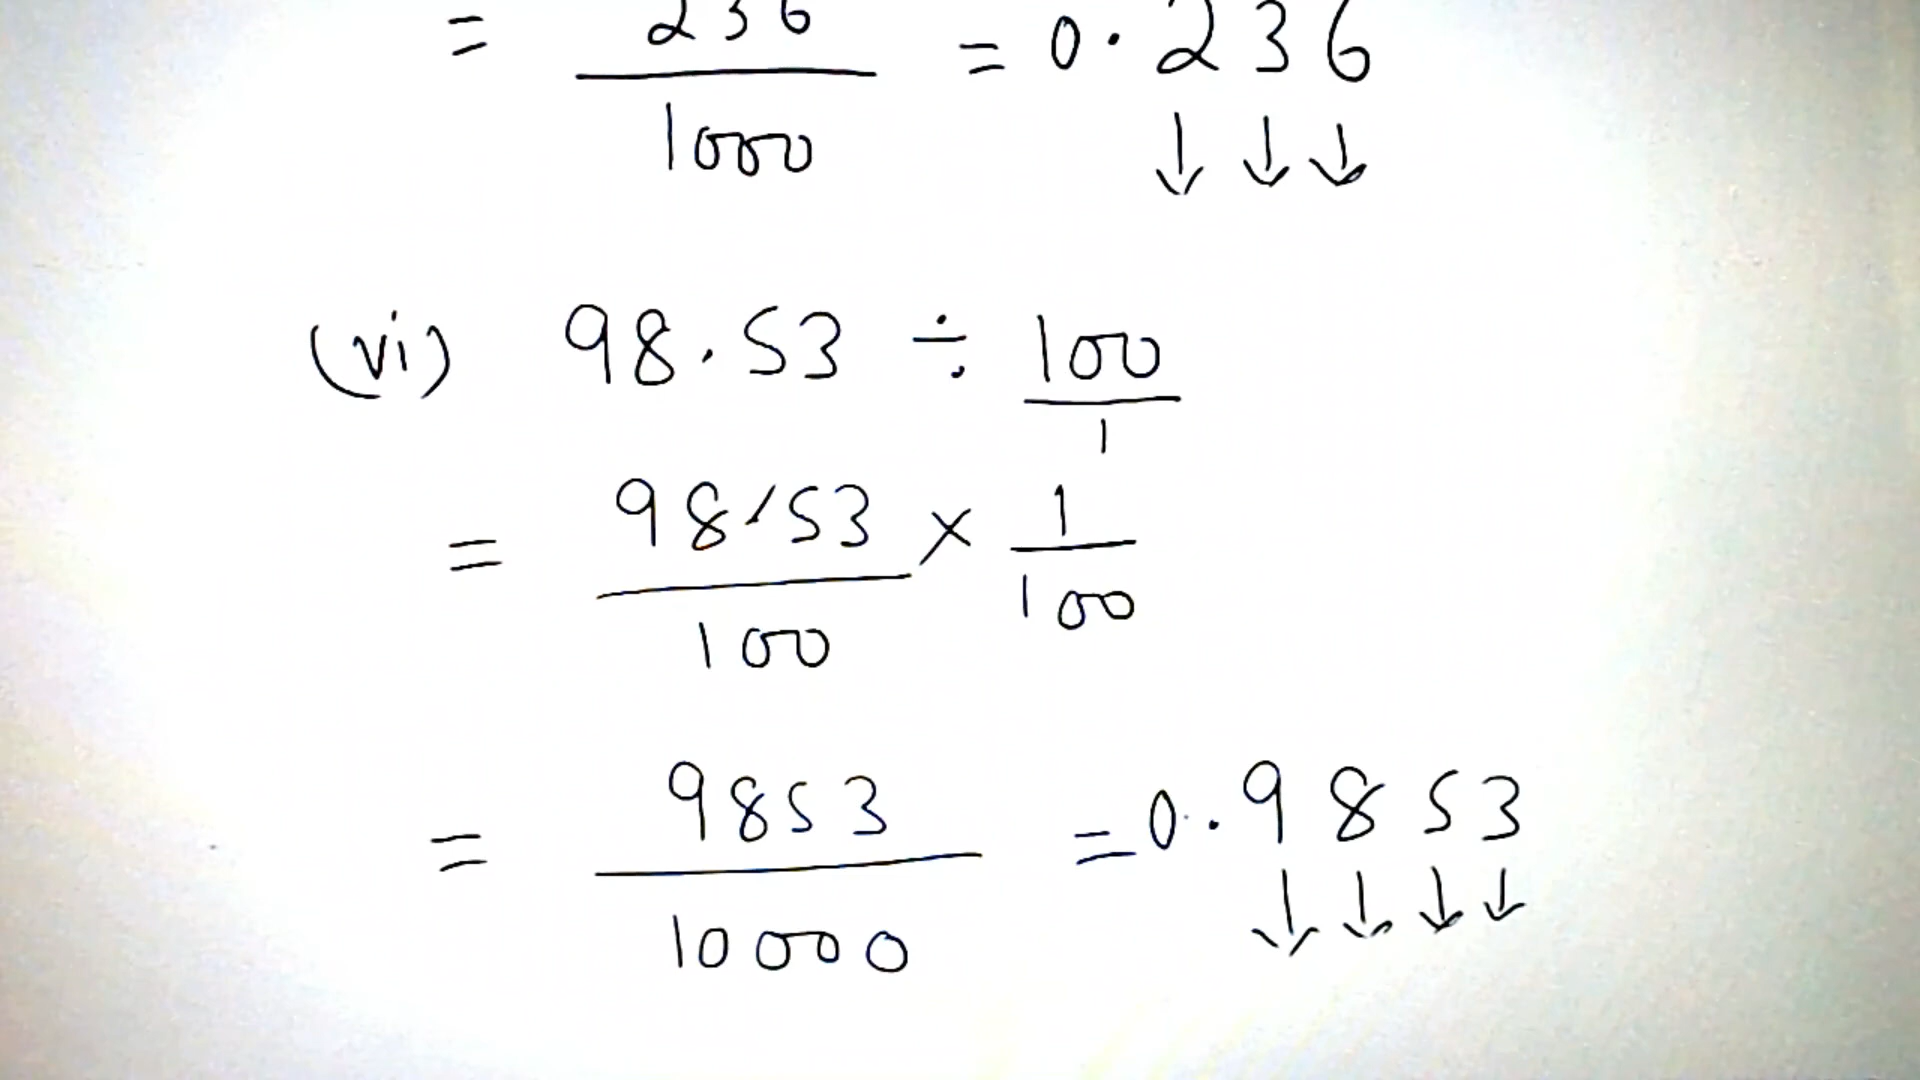 = 236/1000 = 0.236
↓ ↓ ↓
(vi) 98.53 ÷ 100/1
= 98.53/100 × 1/100
= 9853/10000 = 0.9853
↓ ↓ ↓ ↓